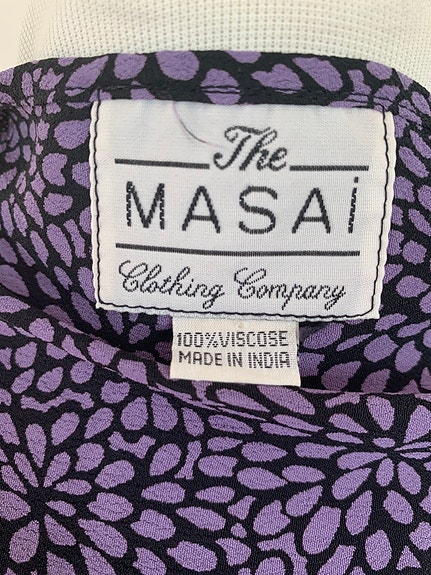 The
MASAi
Clothing Company
100%VISCOSE
MADE IN INDIA